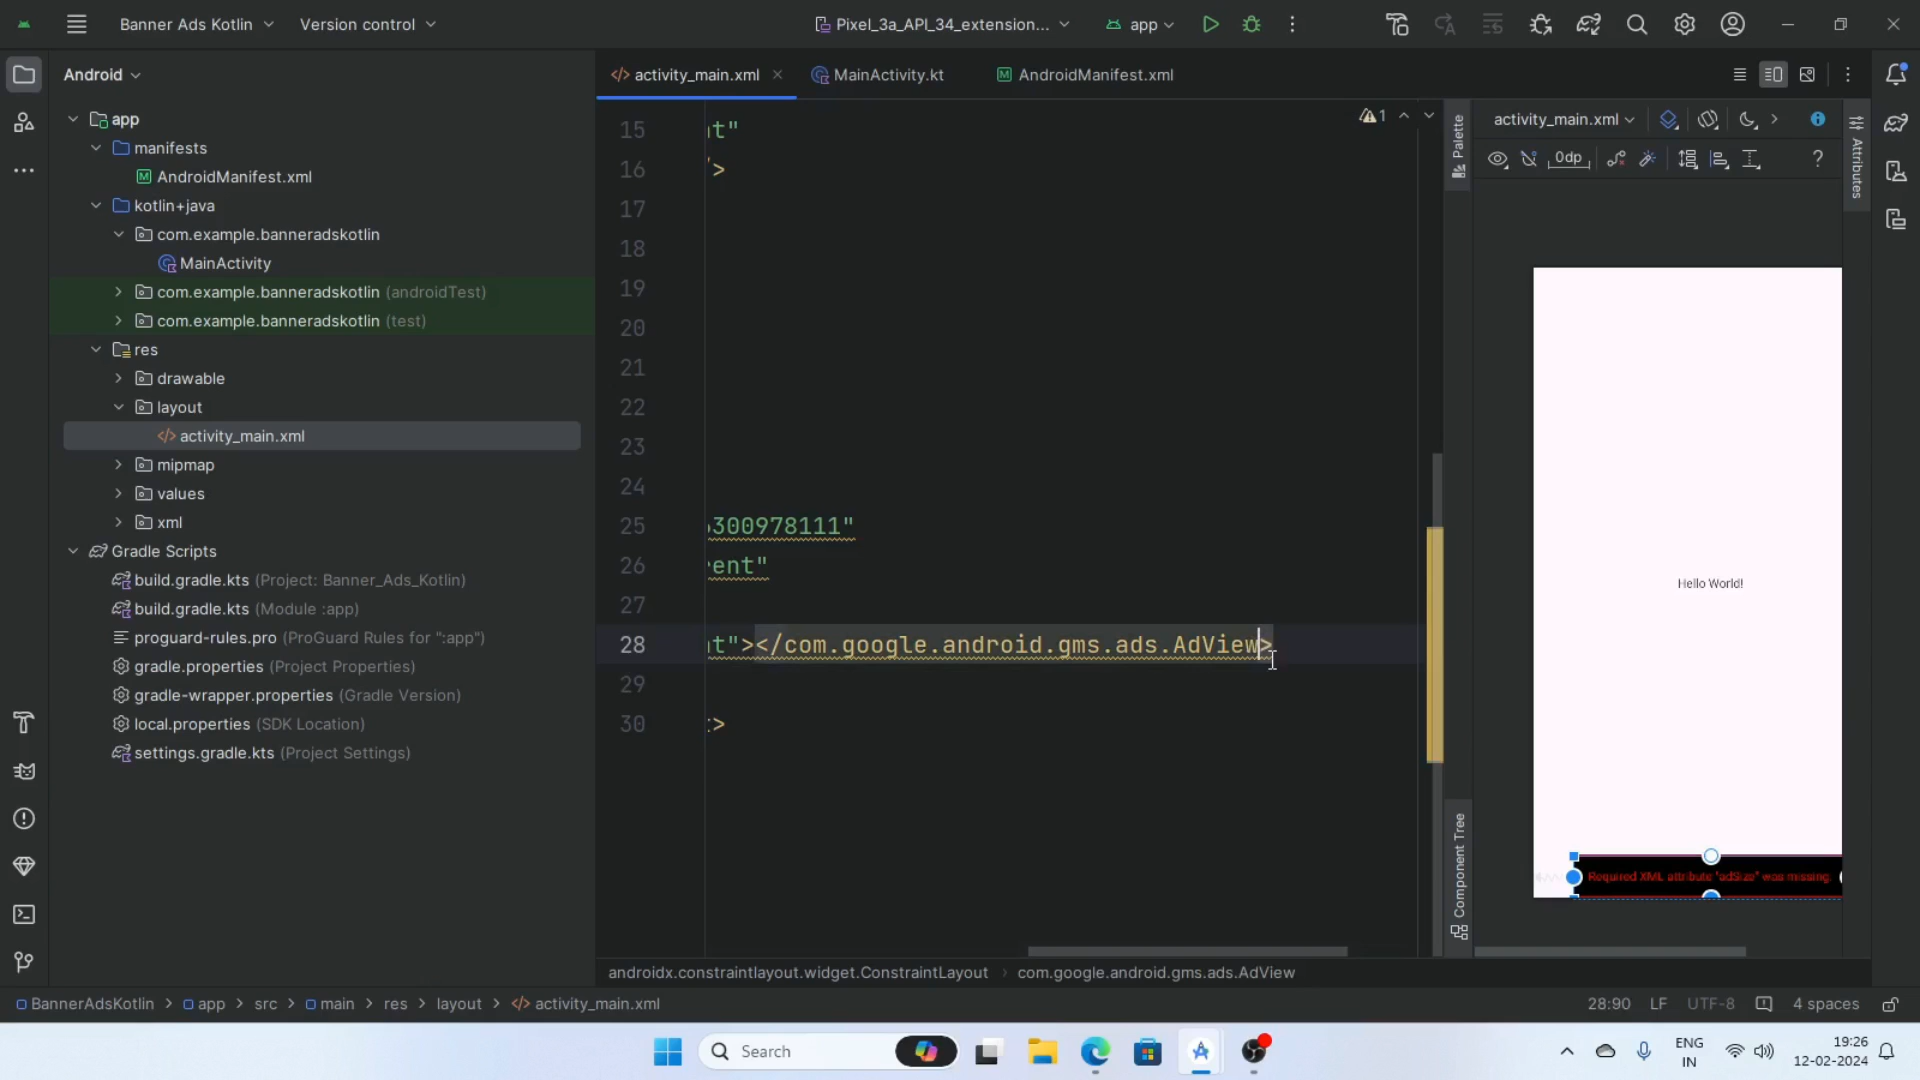 Banner Ads Kotlin
Version control
Pixel_3a_API_34_extension...
app
Android
activity_main.xml
MainActivity.kt
AndroidManifest.xml
app
manifests
AndroidManifest.xml
kotlin+java
com.example.banneradskotlin
MainActivity
com.example.banneradskotlin (androidTest)
com.example.banneradskotlin (test)
res
drawable
layout
activity_main.xml
mipmap
values
xml
Gradle Scripts
build.gradle.kts (Project: Banner_Ads_Kotlin)
build.gradle.kts (Module :app)
proguard-rules.pro (ProGuard Rules for ":app")
gradle.properties (Project Properties)
gradle-wrapper.properties (Gradle Version)
local.properties (SDK Location)
settings.gradle.kts (Project Settings)
1
15 t"
16 />
17
18
19
20
21
22
23
24
25 300978111"
26 ent"
27
28 t"></com.google.android.gms.ads.AdView>
29
30 >
androidx.constraintlayout.widget.ConstraintLayout > com.google.android.gms.ads.AdView
Palette
Component Tree
activity_main.xml
0dp
?
Attributes
Hello World!
Required XML attribute "adSize" was missing.
BannerAdsKotlin > app > src > main > res > layout > activity_main.xml
28:90 LF UTF-8 4 spaces
Search
ENG
IN
19:26
12-02-2024